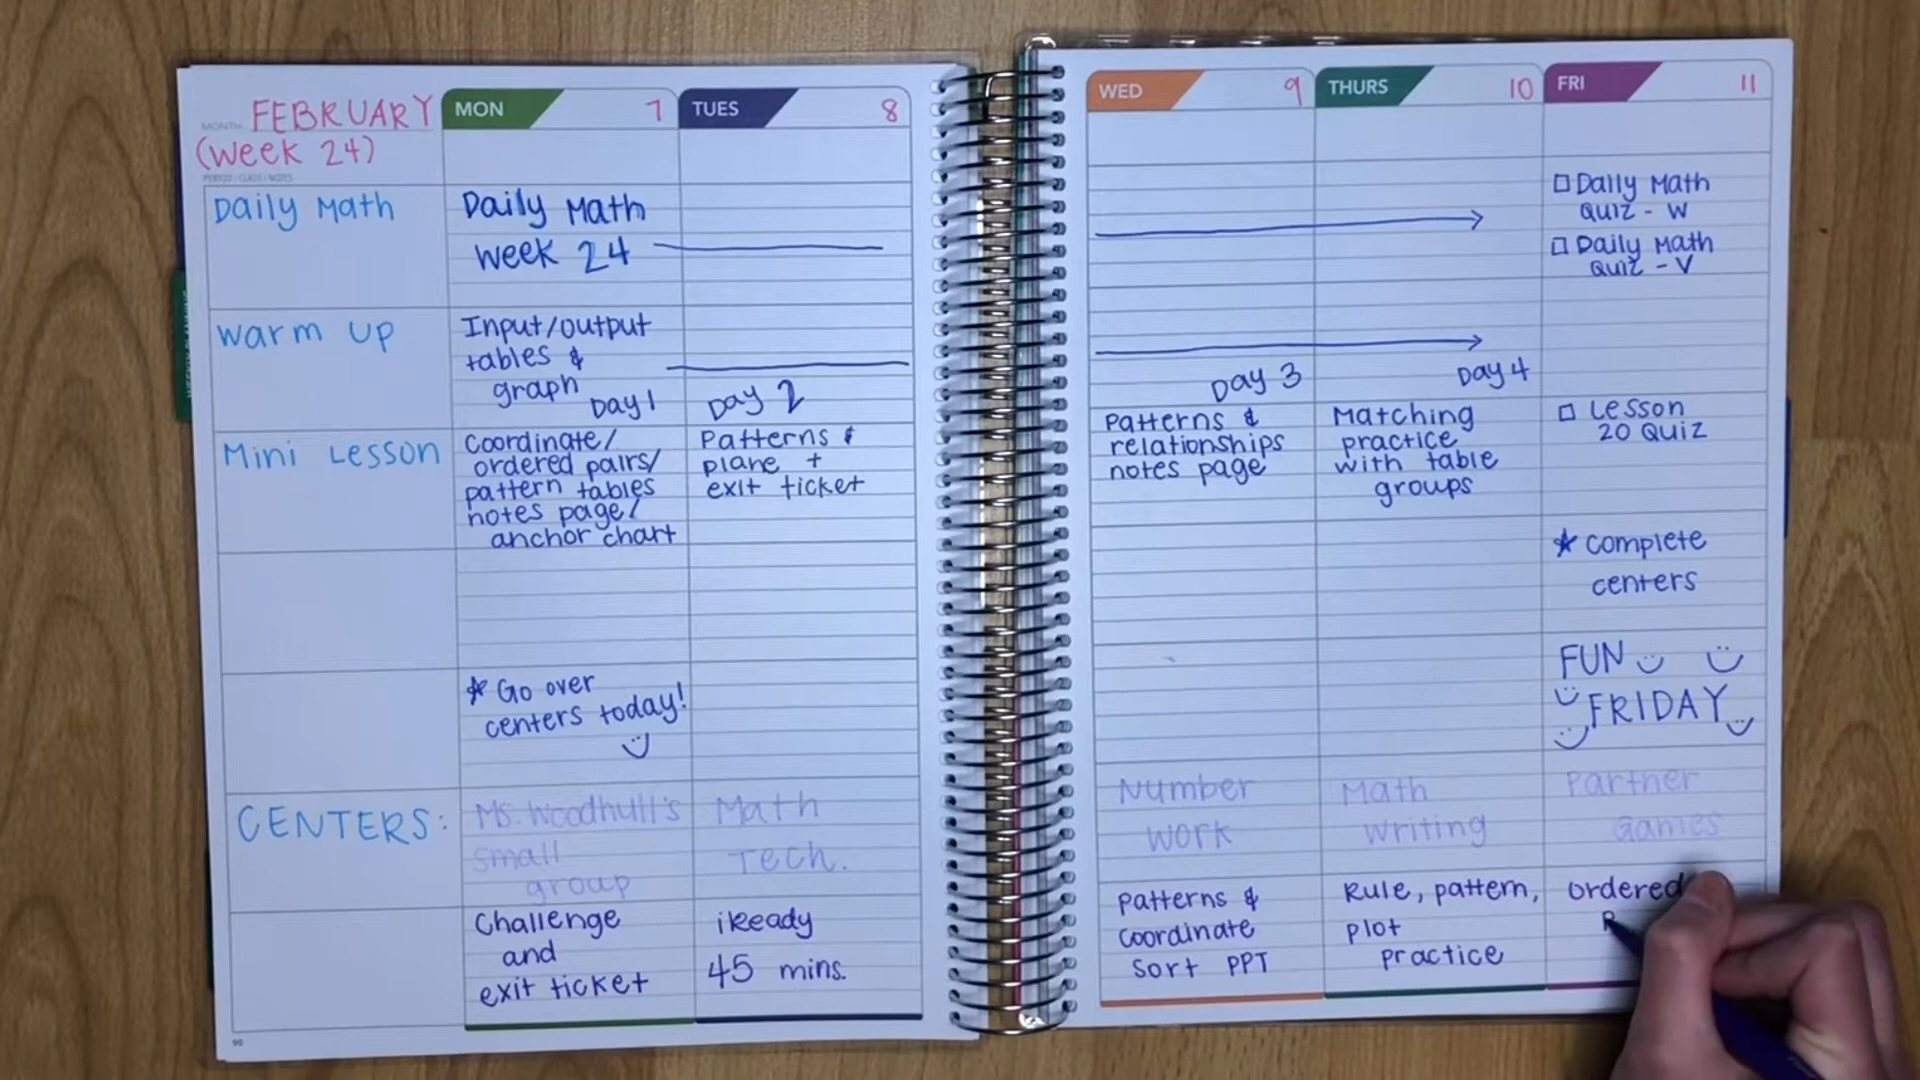 MONTH: FEBRUARY
(Week 24)
PERIOD / CLASS / NOTES
MON 7
TUES 8
WED 9
THURS 10
FRI 11
Daily Math
Daily Math
Week 24
Daily Math
Quiz - W
Daily Math
Quiz - V
Warm Up
Input/output
tables &
graph
Day 1
Day 2
Day 3
Day 4
Mini Lesson
Coordinate/
ordered pairs/
pattern tables
notes page/
anchor chart
Patterns &
plane +
exit ticket
Patterns &
relationships
notes page
Matching
practice
with table
groups
Lesson
20 Quiz
* Complete
centers
* Go over
centers today!
FUN
FRIDAY
CENTERS:
Ms. Woodhull's
small
group
Math
Tech.
Number
Work
Math
Writing
Partner
Games
Challenge
and
exit ticket
iReady
45 mins.
Patterns &
Coordinate
Sort PPT
Rule, pattern,
plot
practice
Ordered
90